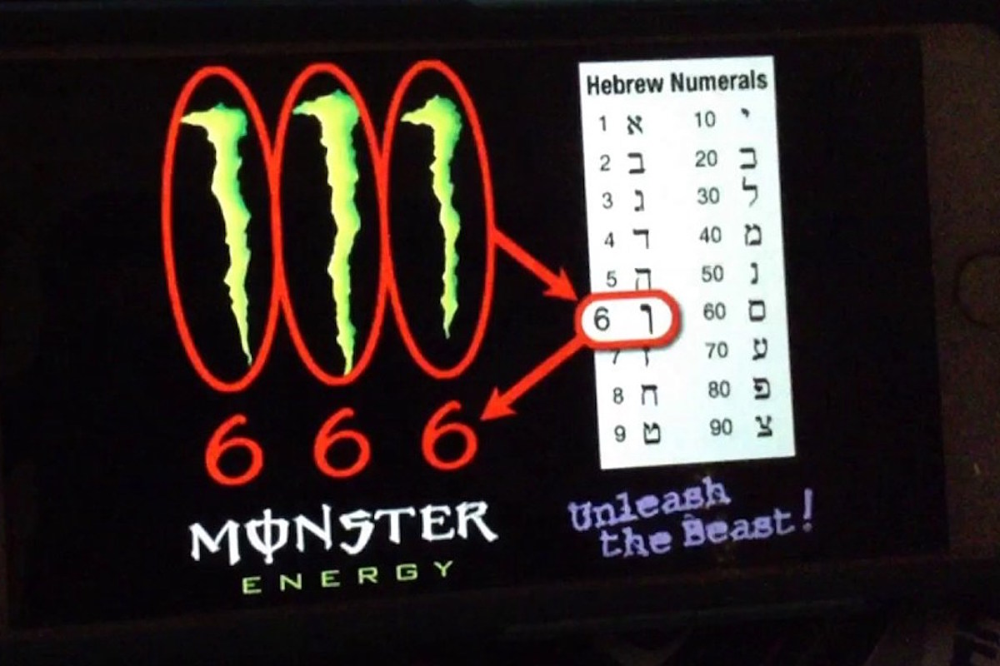 Hebrew Numerals
1 א 10 י
2 ב 20 כ
3 ג 30 ל
4 ד 40 מ
5 ה 50 נ
6 ו 60 ס
7 ז 70 ע
8 ח 80 פ
9 ט 90 צ
6 6 6
MONSTER
ENERGY
Unleash
the Beast!